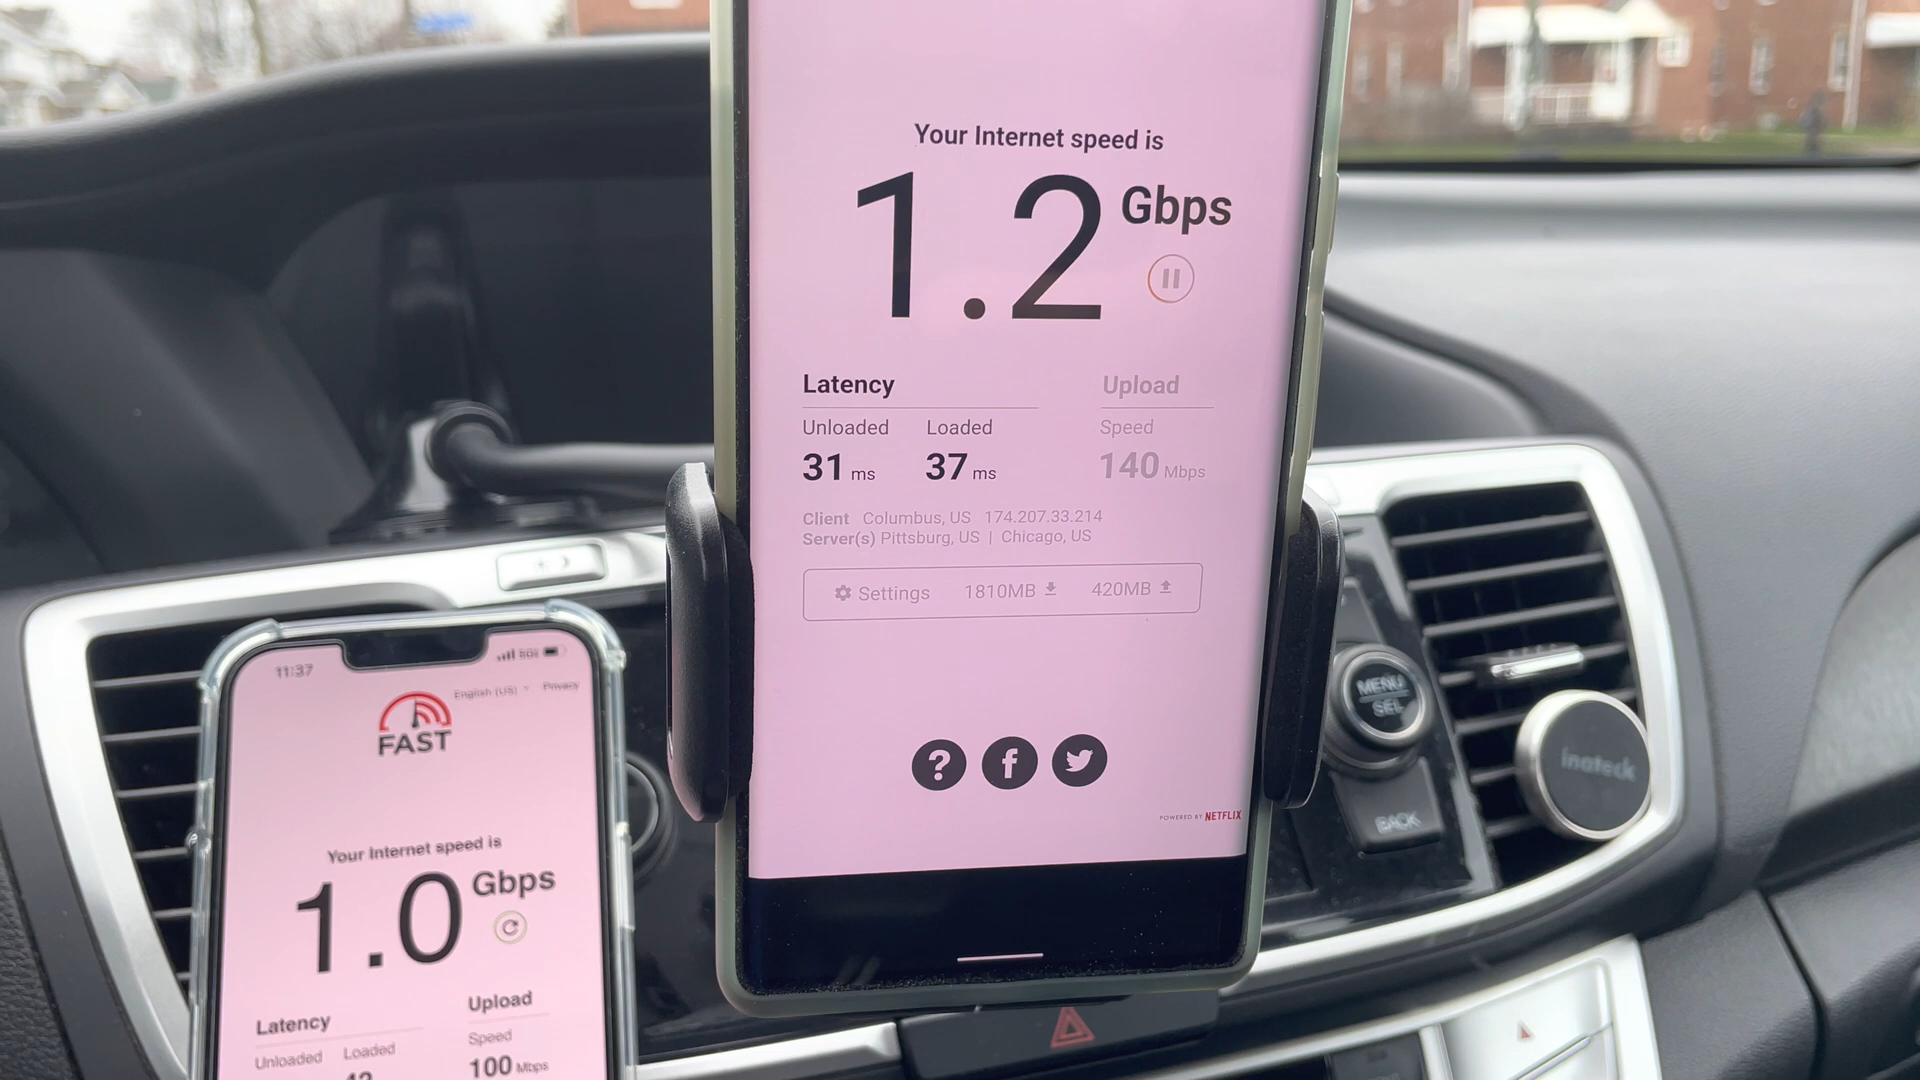 Your Internet speed is
1.2 Gbps
Latency
Upload
Unloaded Loaded
Speed
31 ms 37 ms
140 Mbps
Client Columbus, US 174.207.33.214
Server(s) Pittsburg, US | Chicago, US
Settings 1810MB 420MB
?
f
POWERED BY NETFLIX
11:37
English (US) Privacy
FAST
Your Internet speed is
1.0 Gbps
Latency
Upload
Unloaded Loaded
Speed
100 Mbps
MENU
SEL
BACK
inateck